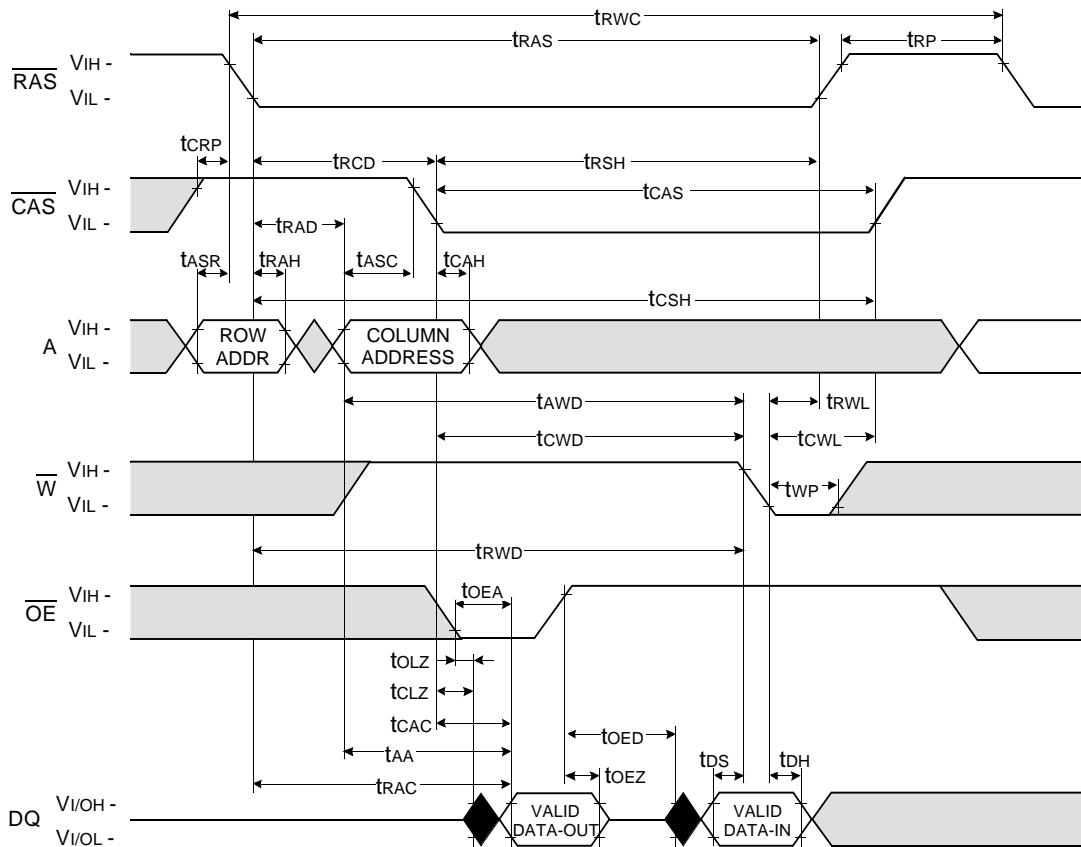 tRWC
tRAS
tRP
RAS
VIH -
VIL -
tCRP
tRCD
tRSH
CAS
VIH -
VIL -
tCAS
tRAD
tASR
tRAH
tASC
tCAH
tCSH
A
VIH -
VIL -
ROW
ADDR
COLUMN
ADDRESS
tAWD
tRWL
tCWD
tCWL
W
VIH -
VIL -
tWP
tRWD
OE
VIH -
VIL -
tOEA
tOLZ
tCLZ
tCAC
tOED
tAA
tDS
tDH
tOEZ
tRAC
DQ
VI/OH -
VI/OL -
VALID
DATA-OUT
VALID
DATA-IN